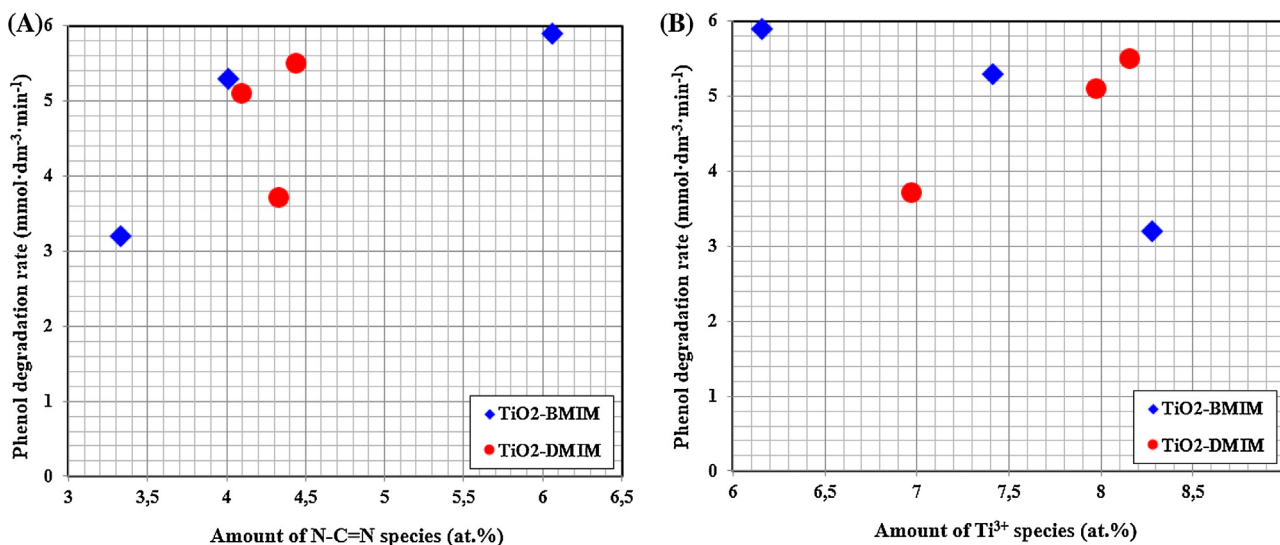 (A)
6
5
4
3
2
1
0
Phenol degradation rate (mmol·dm⁻³·min⁻¹)
3 3,5 4 4,5 5 5,5 6 6,5
Amount of N-C=N species (at.%)
TiO2-BMIM
TiO2-DMIM
(B)
6
5
4
3
2
1
0
Phenol degradation rate (mmol·dm⁻³·min⁻¹)
6 6,5 7 7,5 8 8,5
Amount of Ti³⁺ species (at.%)
TiO2-BMIM
TiO2-DMIM